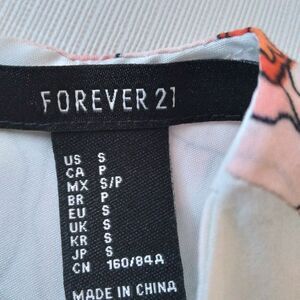 FOREVER 21
US S
CA P
MX S/P
BR P
EU S
UK S
KR S
JP S
CN 160/84A
MADE IN CHINA